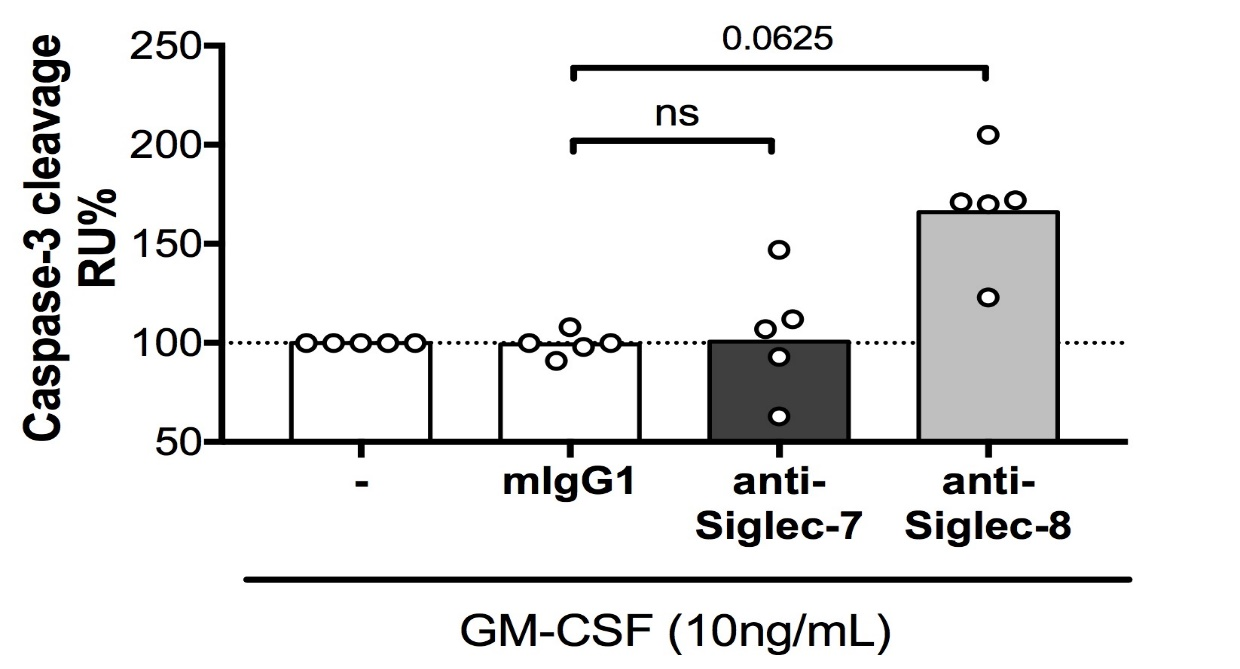 Caspase-3 cleavage
RU%
250
200
150
100
50
0.0625
ns
-
mIgG1
anti-
Siglec-7
anti-
Siglec-8
GM-CSF (10ng/mL)